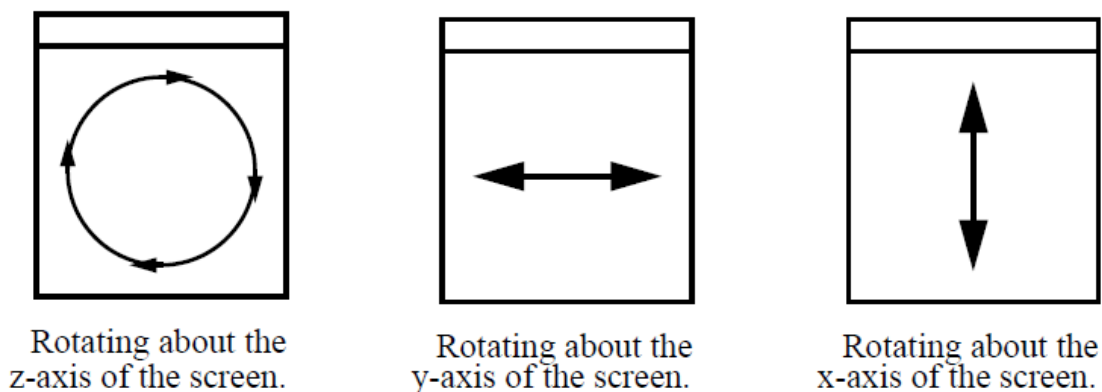 Rotating about the
z-axis of the screen.
Rotating about the
y-axis of the screen.
Rotating about the
x-axis of the screen.